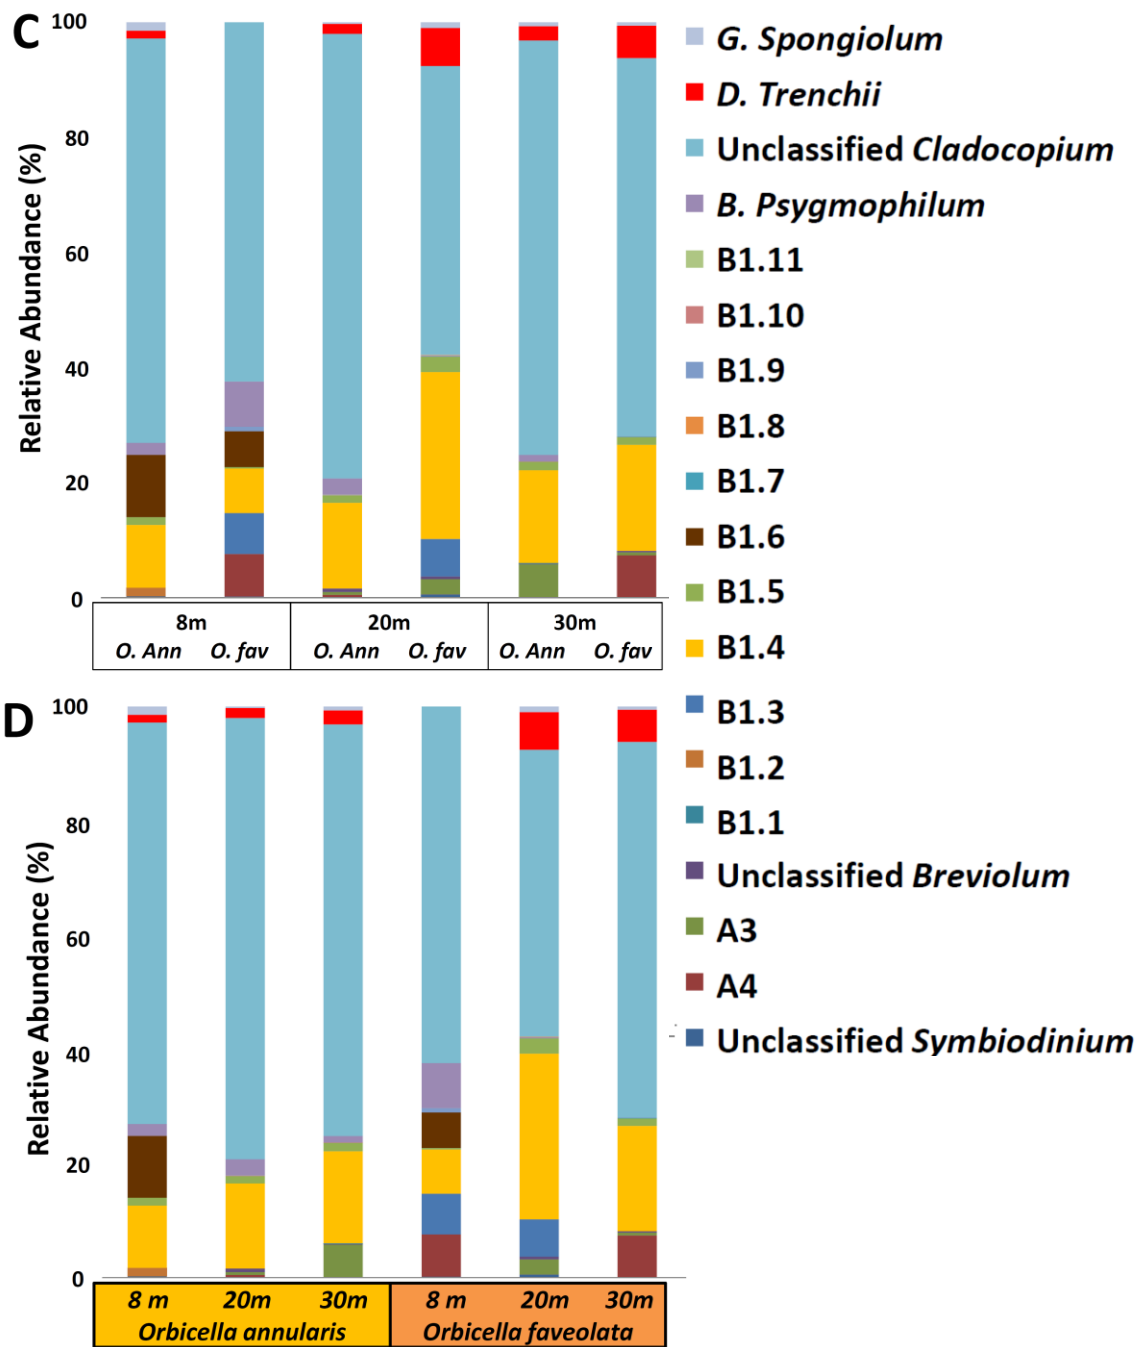 C
100
80
60
40
20
0
Relative Abundance (%)
8m 20m 30m
O. Ann O. fav O. Ann O. fav O. Ann O. fav
G. Spongiolum
D. Trenchii
Unclassified Cladocopium
B. Psygmophilum
B1.11
B1.10
B1.9
B1.8
B1.7
B1.6
B1.5
B1.4
B1.3
B1.2
B1.1
Unclassified Breviolum
A3
A4
Unclassified Symbiodinium
D
100
80
60
40
20
0
Relative Abundance (%)
8 m 20m 30m 8 m 20m 30m
Orbicella annularis Orbicella faveolata